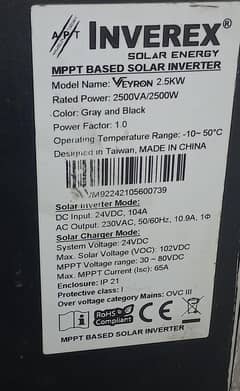 APT INVEREX®
SOLAR ENERGY
MPPT BASED SOLAR INVERTER
Model Name: VEYRON 2.5KW
Rated Power: 2500VA/2500W
Color: Gray and Black
Power Factor: 1.0
Operating Temperature Range: -10~ 50°C
Designed in Taiwan, MADE IN CHINA
/M92242105600739
Solar Inverter Mode:
DC Input: 24VDC, 104A
AC Output: 230VAC, 50/60Hz, 10.9A, 1Φ
Solar Charger Mode:
System Voltage: 24VDC
Max. Solar Voltage (VOC): 102VDC
MPPT Voltage range: 30 ~ 80VDC
Max. MPPT Current (Isc): 65A
Enclosure: IP 21
Protective class: I
Over voltage category Mains: OVC III
RoHS
Compliant
CE
MPPT BASED SOLAR INVERTER